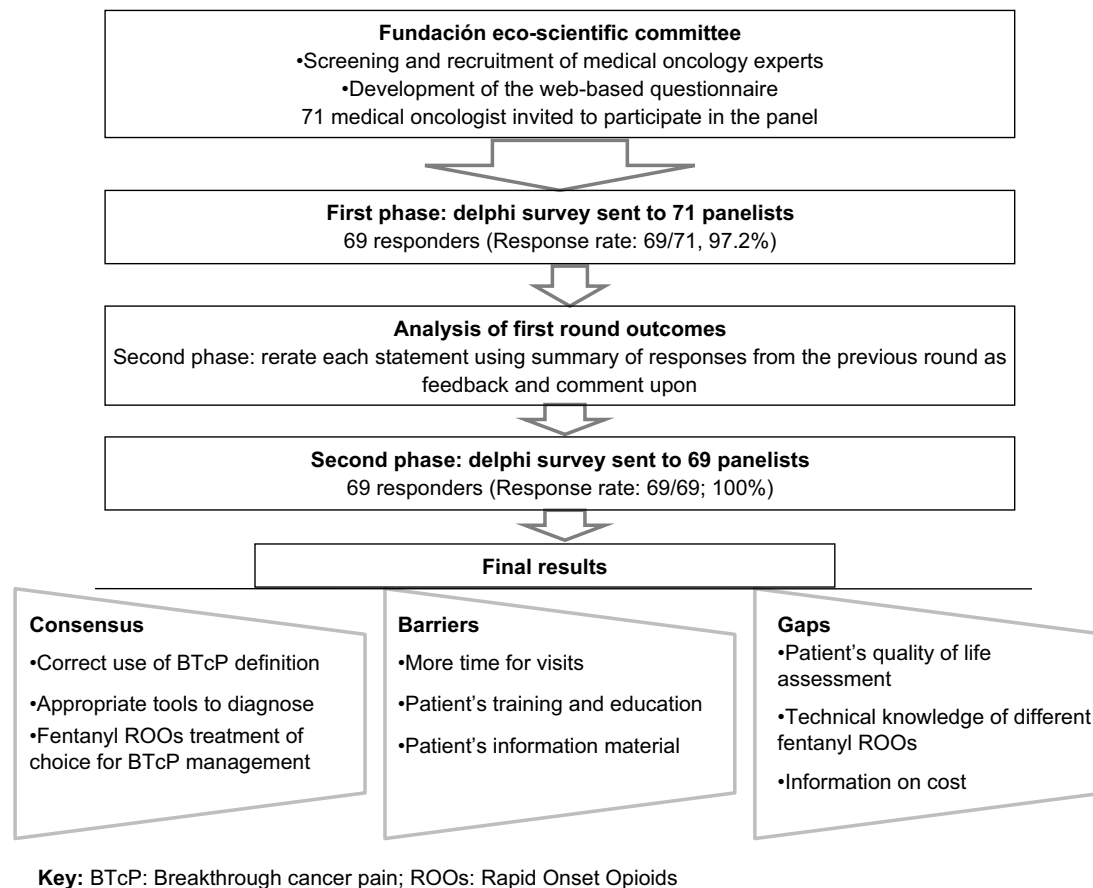 Fundación eco-scientific committee
•Screening and recruitment of medical oncology experts
•Development of the web-based questionnaire
71 medical oncologist invited to participate in the panel
First phase: delphi survey sent to 71 panelists
69 responders (Response rate: 69/71, 97.2%)
Analysis of first round outcomes
Second phase: rerate each statement using summary of responses from the previous round as
feedback and comment upon
Second phase: delphi survey sent to 69 panelists
69 responders (Response rate: 69/69; 100%)
Final results
Consensus
•Correct use of BTcP definition
•Appropriate tools to diagnose
•Fentanyl ROOs treatment of
choice for BTcP management
Barriers
•More time for visits
•Patient's training and education
•Patient's information material
Gaps
•Patient's quality of life
assessment
•Technical knowledge of different
fentanyl ROOs
•Information on cost
Key: BTcP: Breakthrough cancer pain; ROOs: Rapid Onset Opioids